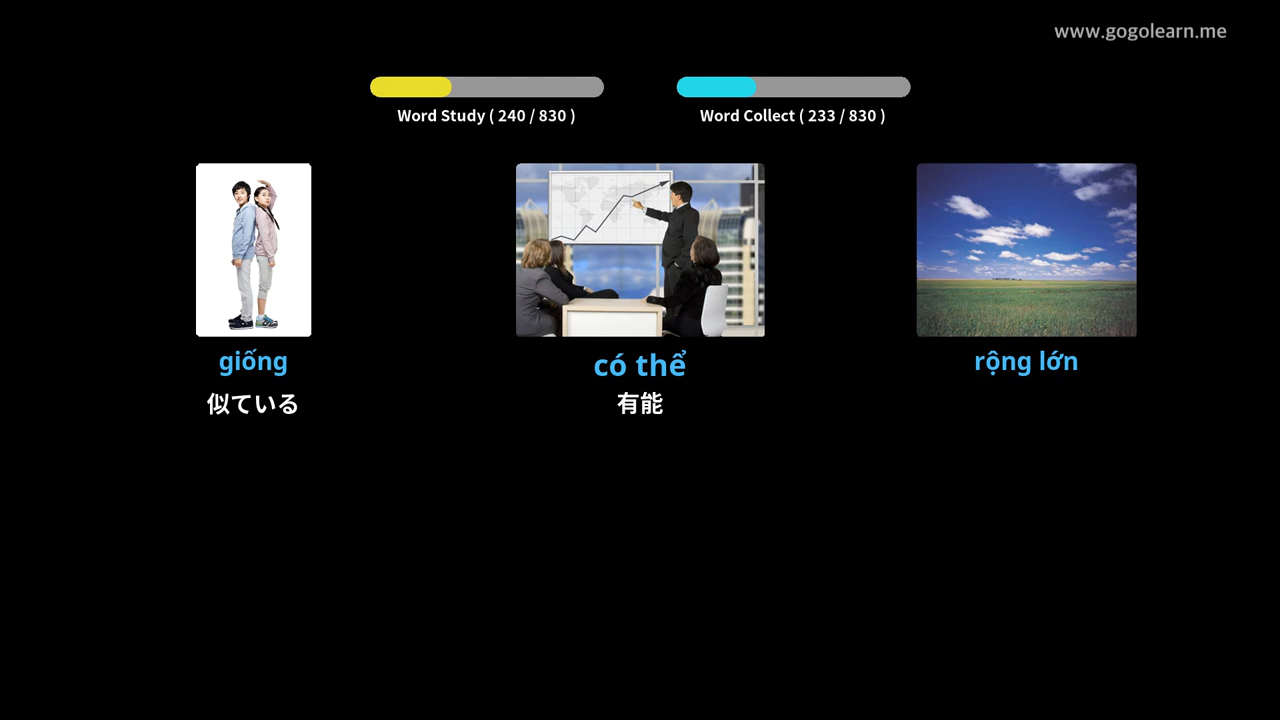 www.gogolearn.me
Word Study ( 240 / 830 )
Word Collect ( 233 / 830 )
giống
có thể
rộng lớn
似ている
有能